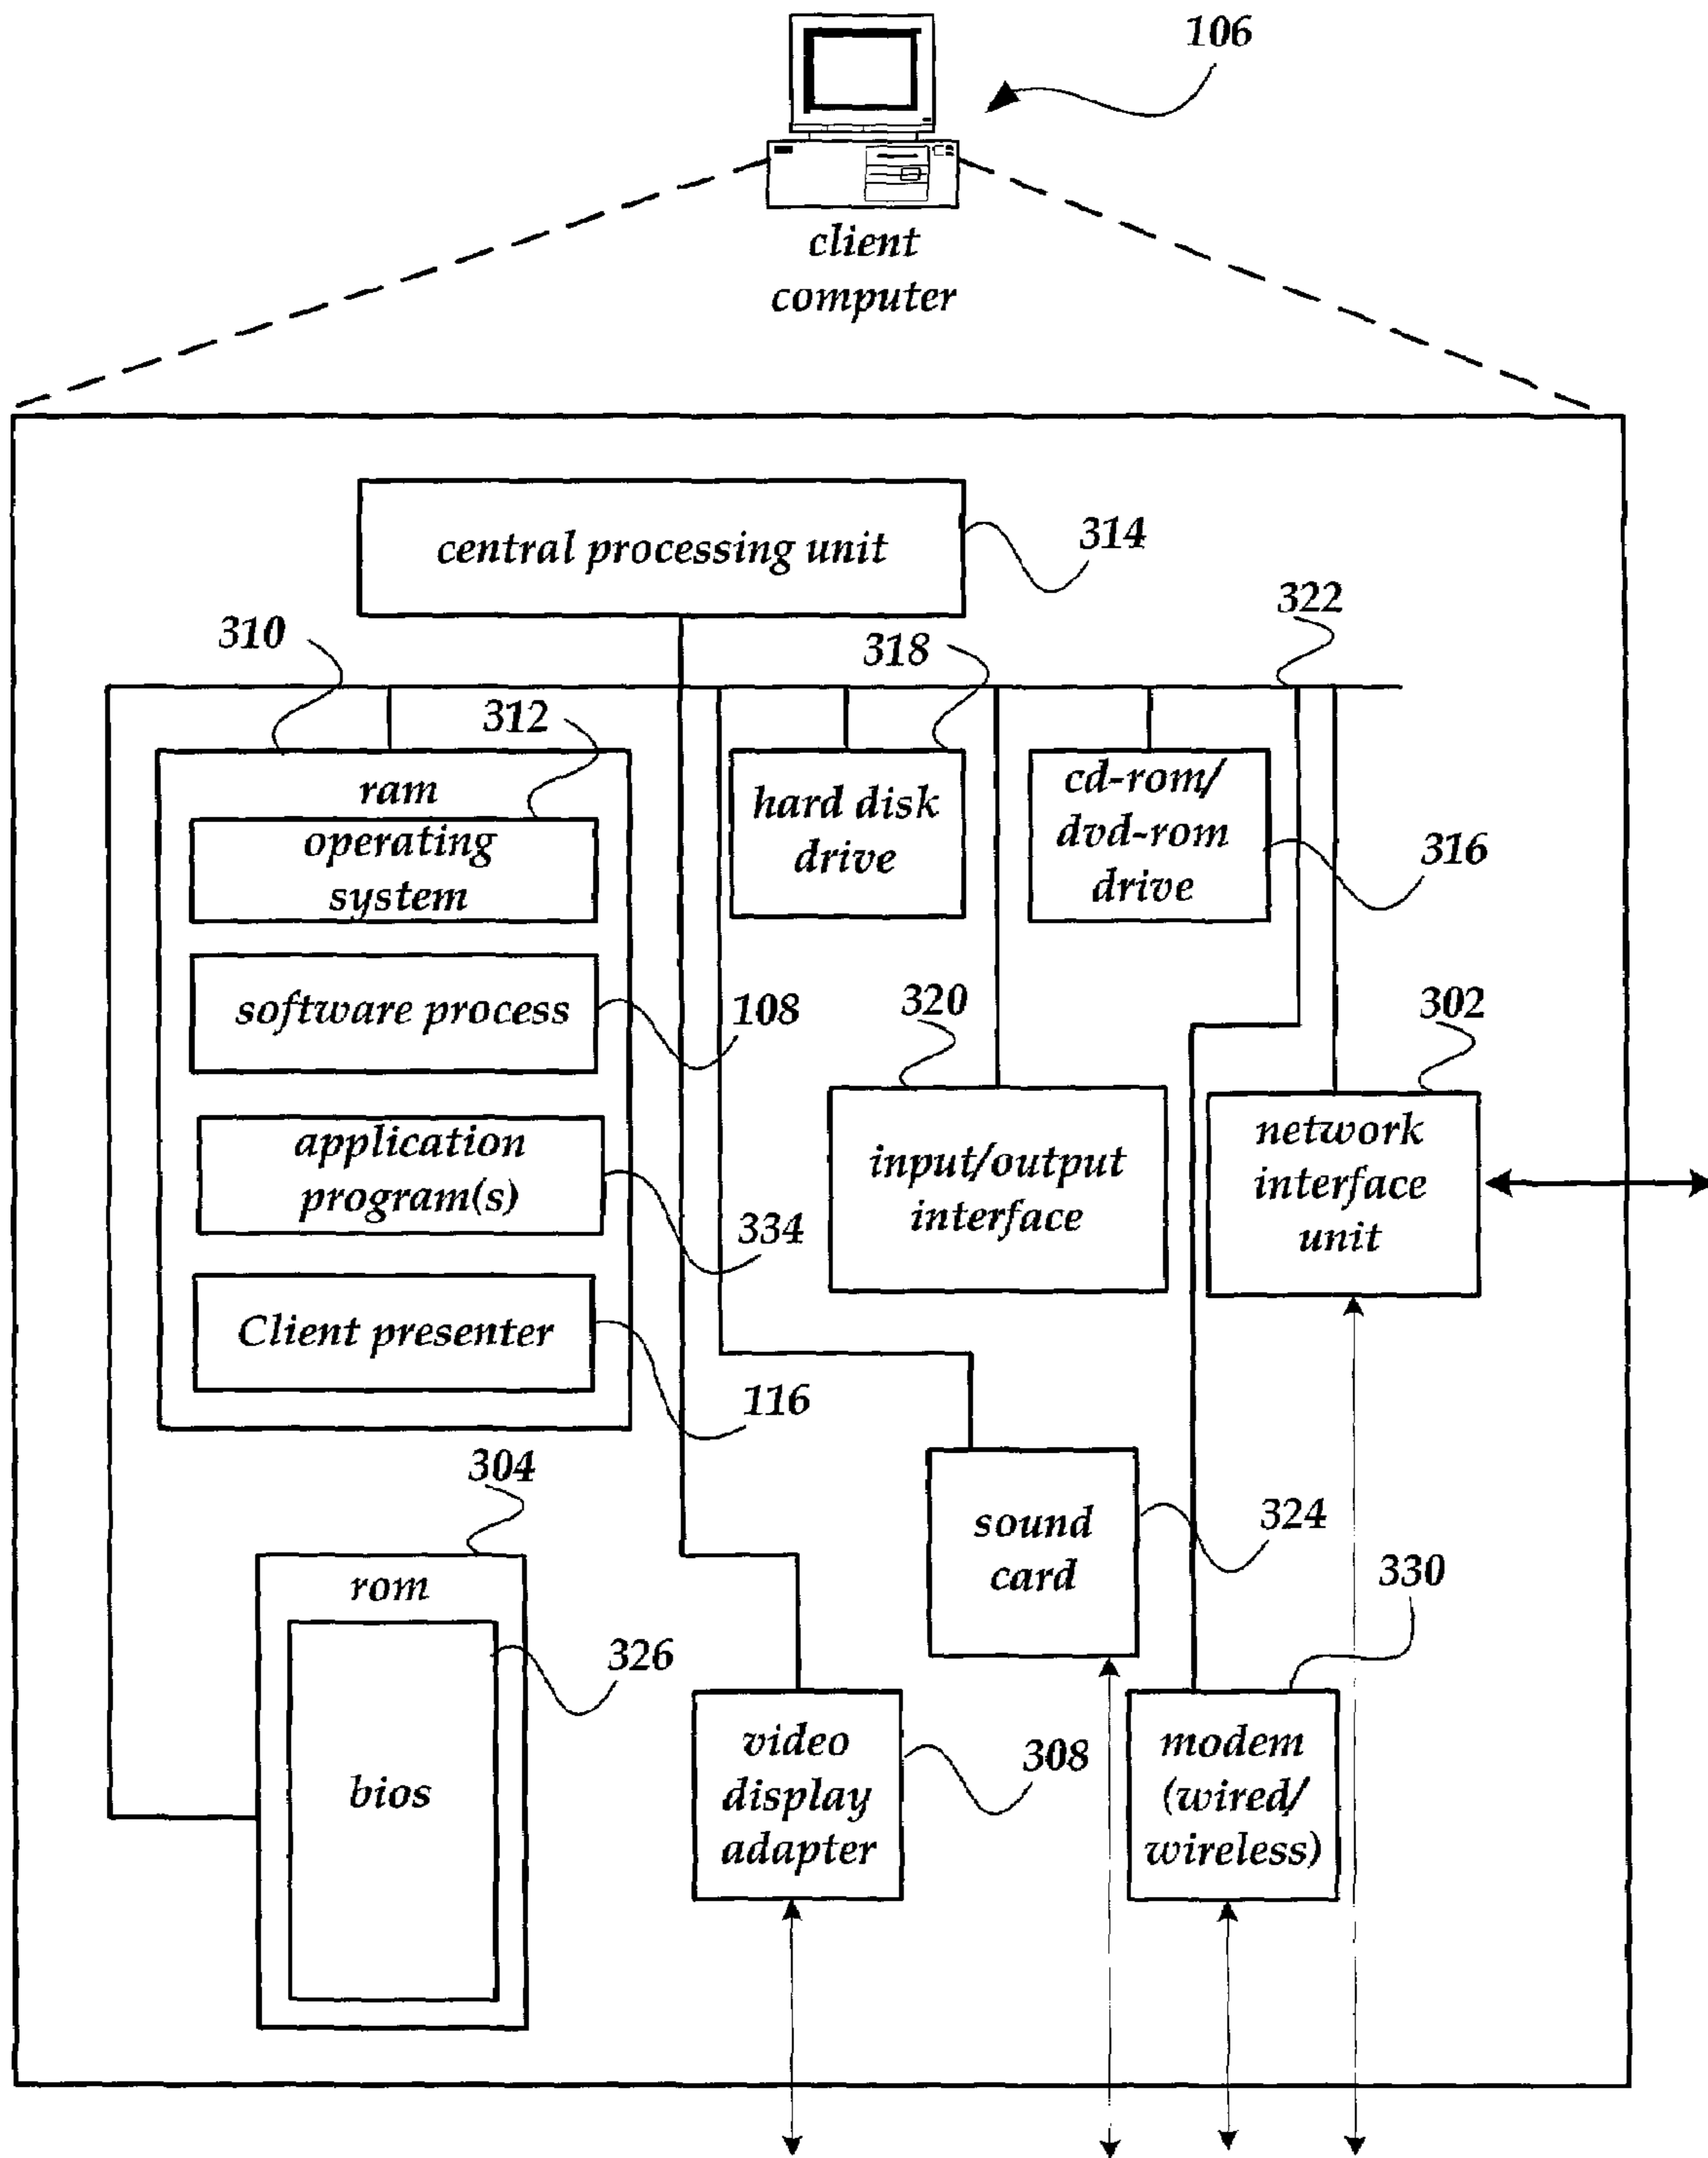 106
client
computer
central processing unit
314
322
310
318
312
ram
operating
system
hard disk
drive
cd-rom/
dvd-rom
drive
316
software process
108
320
302
application
program(s)
334
input/output
interface
network
interface
unit
Client presenter
116
304
sound
card
324
330
rom
326
bios
video
display
adapter
308
modem
(wired/
wireless)